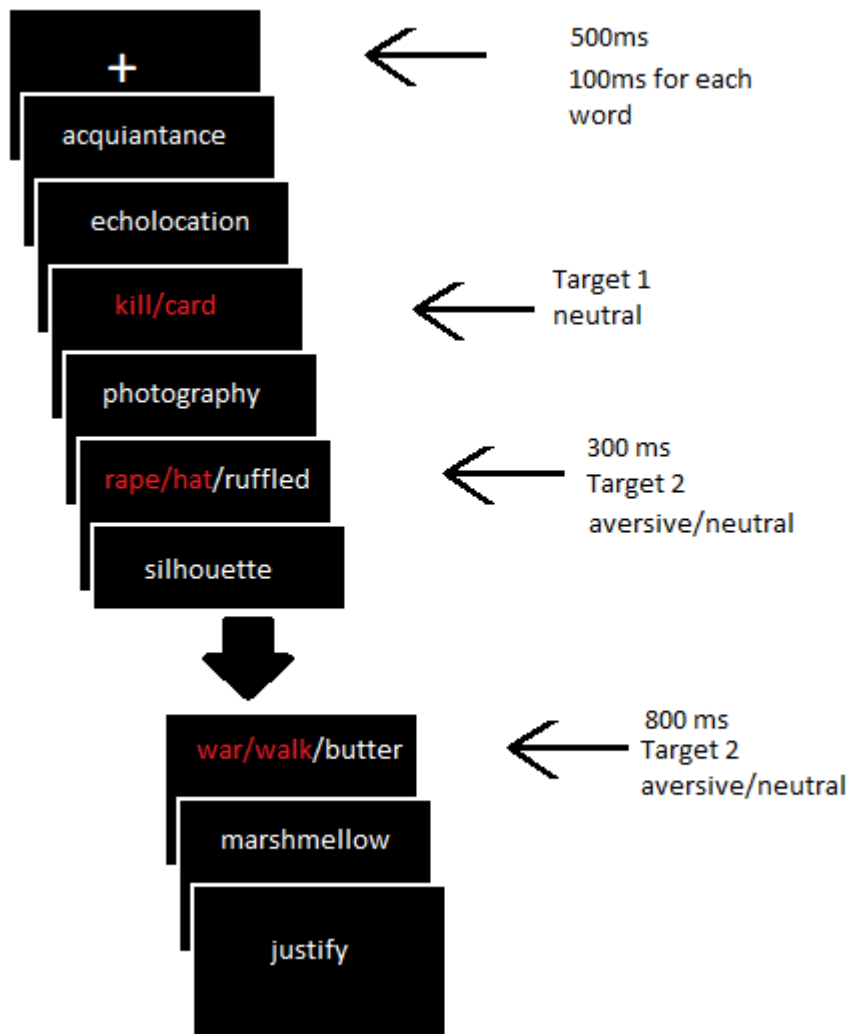 +
500ms
100ms for each
word
acquiantance
echolocation
kill/card
Target 1
neutral
photography
rape/hat/ruffled
300 ms
Target 2
aversive/neutral
silhouette
war/walk/butter
800 ms
Target 2
aversive/neutral
marshmellow
justify